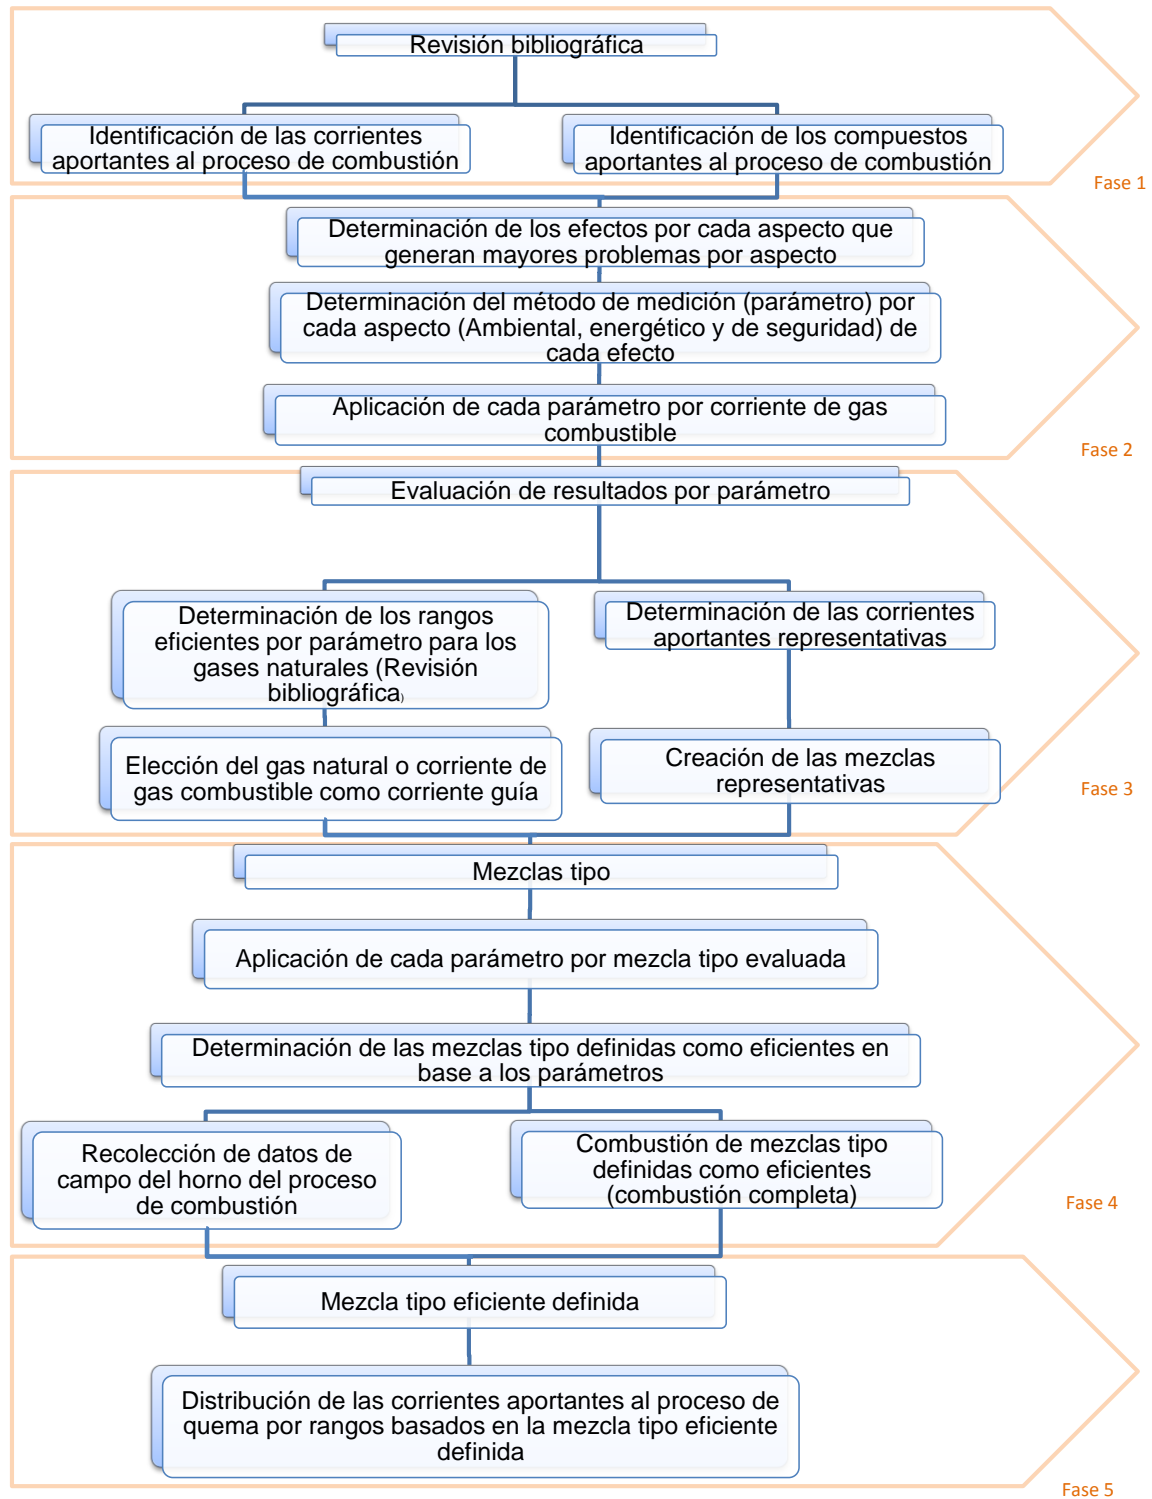 Revisión bibliográfica
Identificación de las corrientes
aportantes al proceso de combustión
Identificación de los compuestos
aportantes al proceso de combustión
Fase 1
Determinación de los efectos por cada aspecto que
generan mayores problemas por aspecto
Determinación del método de medición (parámetro) por
cada aspecto (Ambiental, energético y de seguridad) de
cada efecto
Aplicación de cada parámetro por corriente de gas
combustible
Fase 2
Evaluación de resultados por parámetro
Determinación de los rangos
eficientes por parámetro para los
gases naturales (Revisión
bibliográfica)
Determinación de las corrientes
aportantes representativas
Elección del gas natural o corriente de
gas combustible como corriente guía
Creación de las mezclas
representativas
Fase 3
Mezclas tipo
Aplicación de cada parámetro por mezcla tipo evaluada
Determinación de las mezclas tipo definidas como eficientes en
base a los parámetros
Recolección de datos de
campo del horno del proceso
de combustión
Combustión de mezclas tipo
definidas como eficientes
(combustión completa)
Fase 4
Mezcla tipo eficiente definida
Distribución de las corrientes aportantes al proceso de
quema por rangos basados en la mezcla tipo eficiente
definida
Fase 5